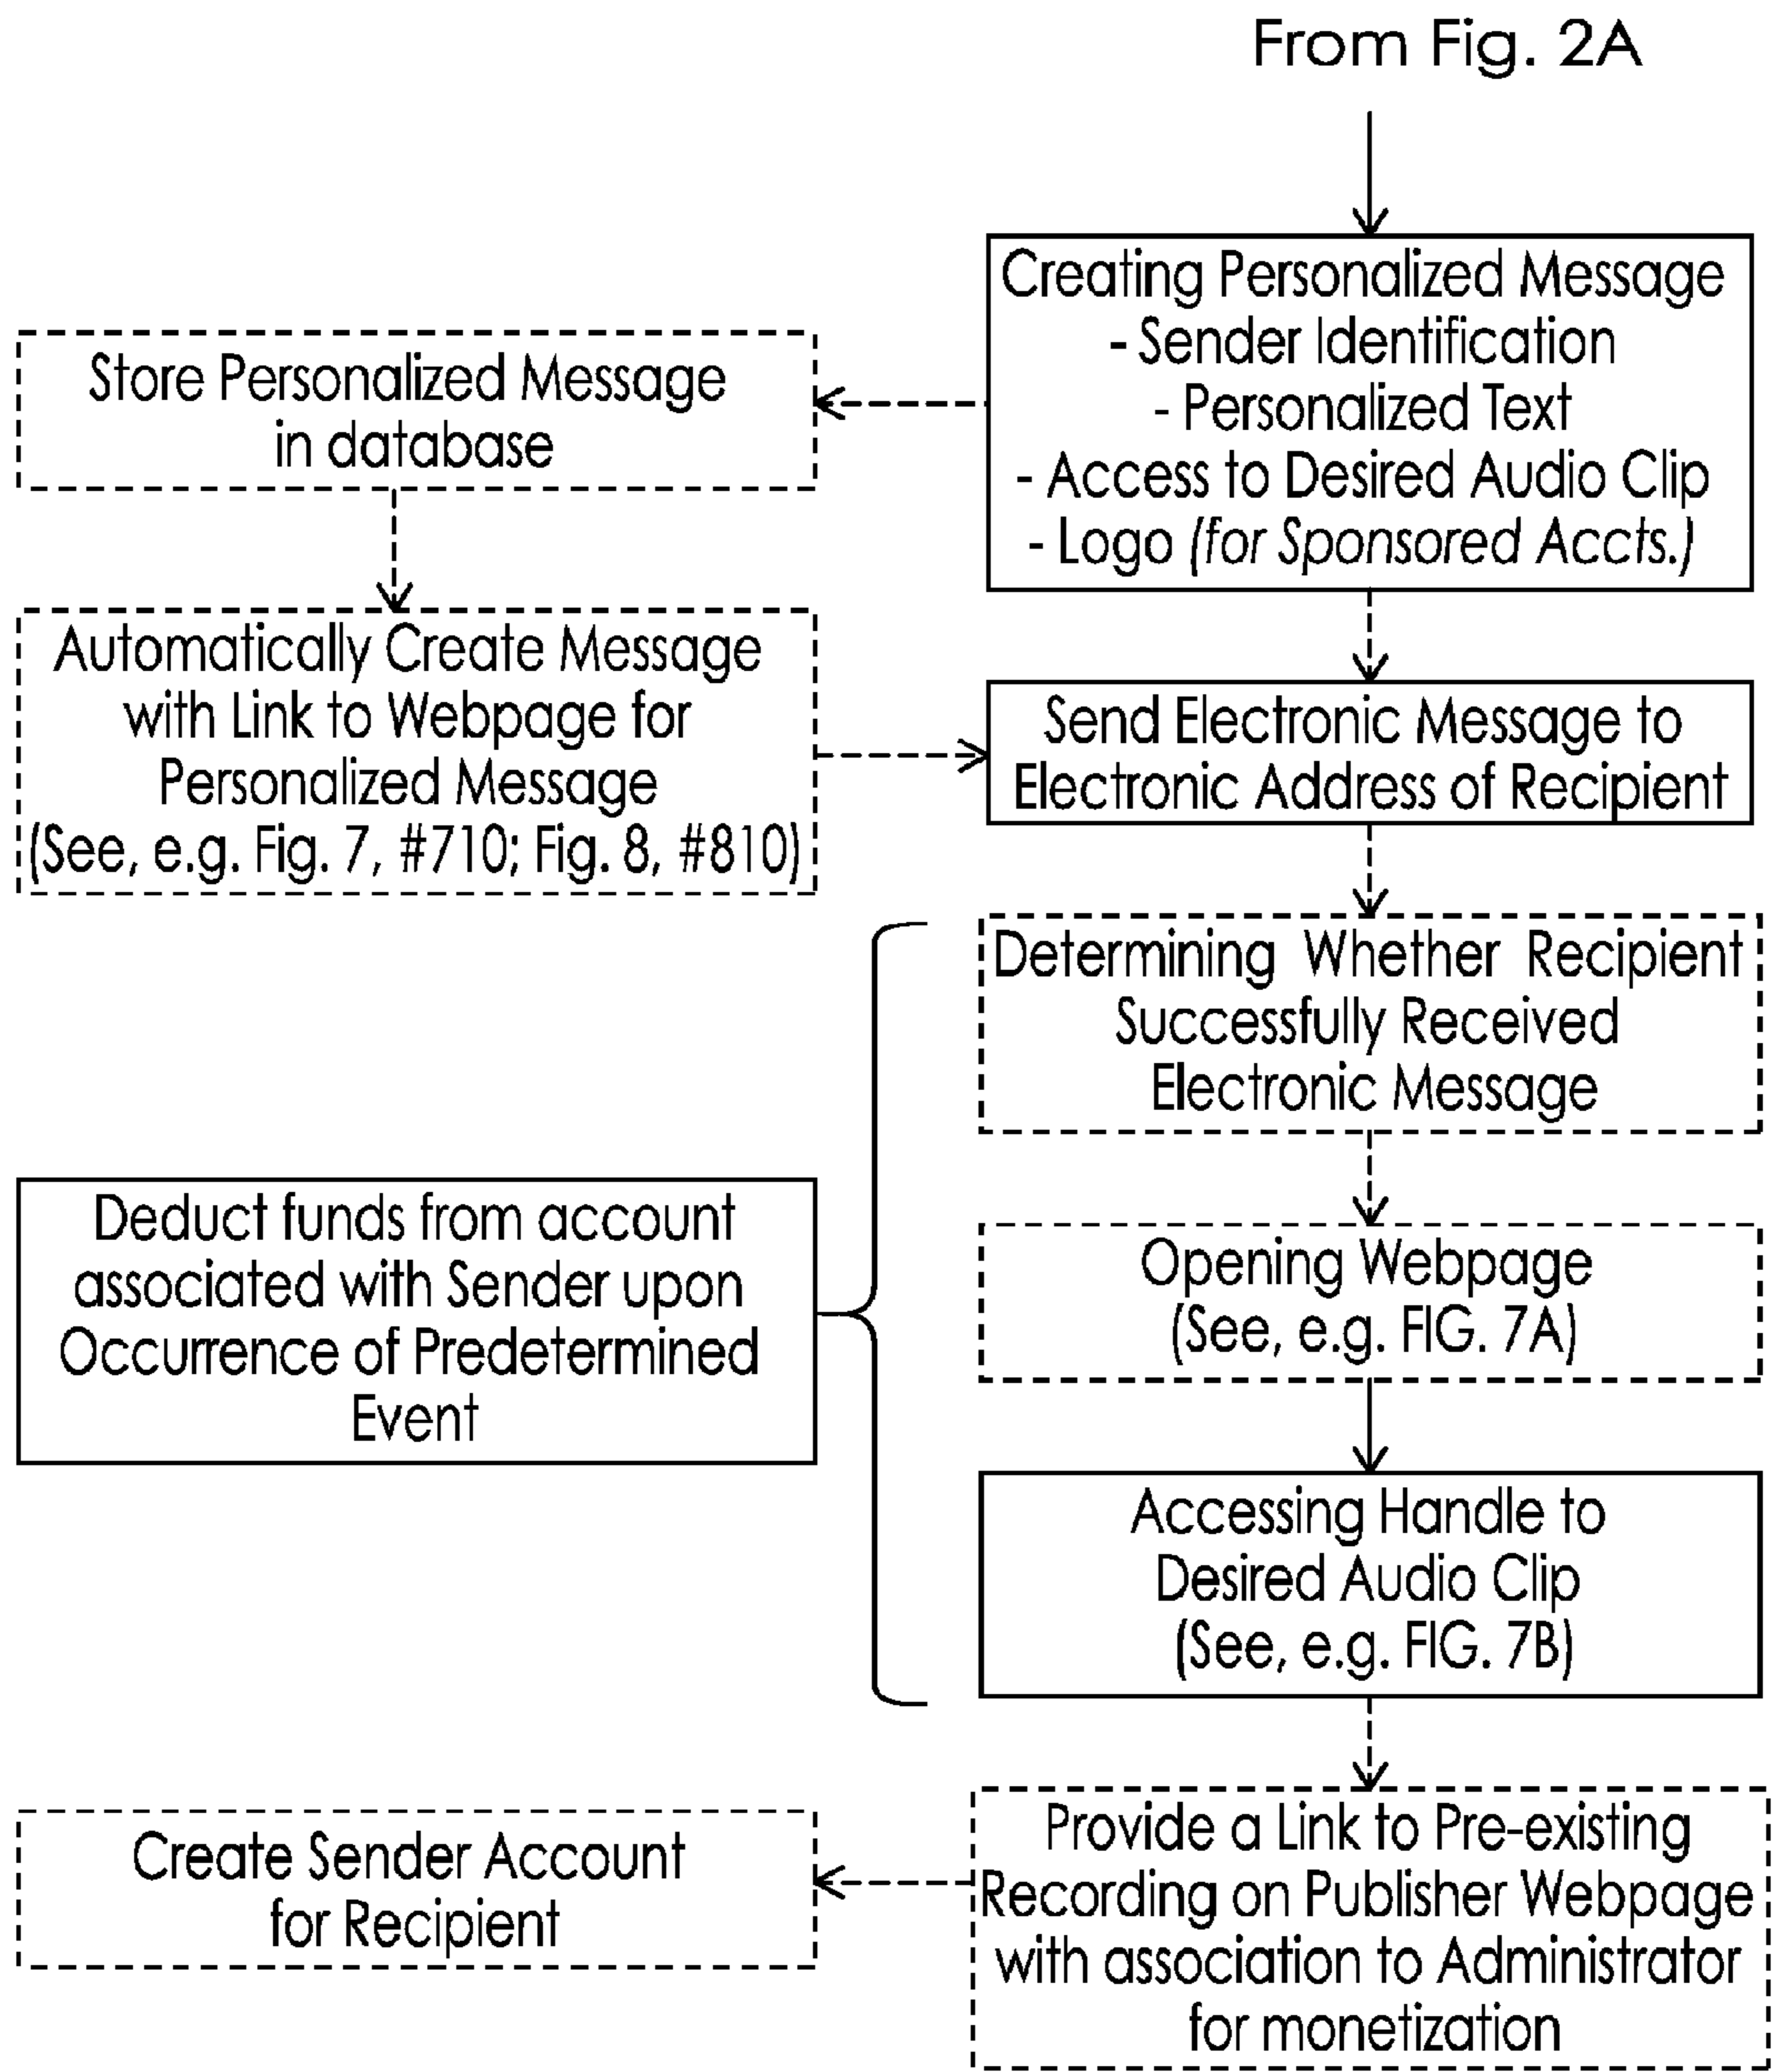 From Fig. 2A
Creating Personalized Message
- Sender Identification
- Personalized Text
- Access to Desired Audio Clip
- Logo (for Sponsored Accts.)
Store Personalized Message
in database
Automatically Create Message
with Link to Webpage for
Personalized Message
(See, e.g. Fig. 7, #710; Fig. 8, #810)
Send Electronic Message to
Electronic Address of Recipient
Determining Whether Recipient
Successfully Received
Electronic Message
Opening Webpage
(See, e.g. FIG. 7A)
Deduct funds from account
associated with Sender upon
Occurrence of Predetermined
Event
Accessing Handle to
Desired Audio Clip
(See, e.g. FIG. 7B)
Provide a Link to Pre-existing
Recording on Publisher Webpage
with association to Administrator
for monetization
Create Sender Account
for Recipient